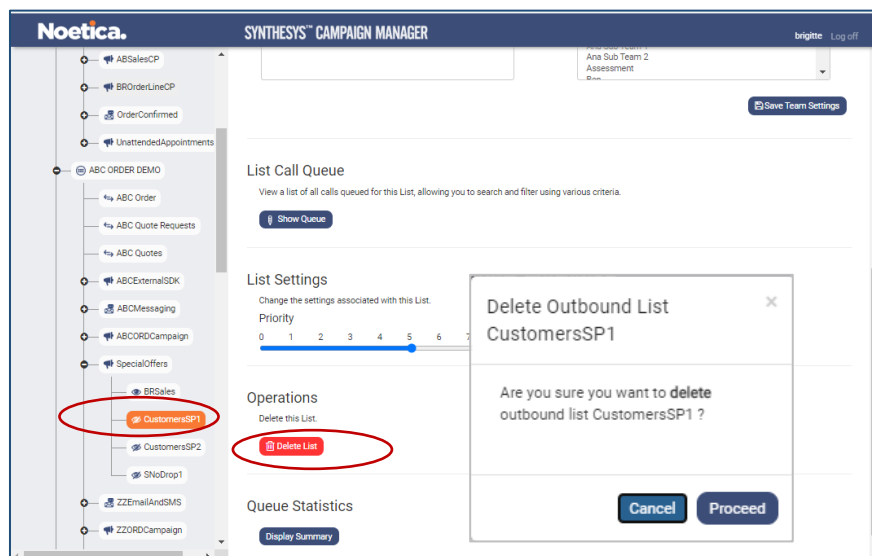 Noetica.
SYNTHESYS™ CAMPAIGN MANAGER
brigitte Log off
ABSalesCP
BROrderLineCP
OrderConfirmed
UnattendedAppointments
ABC ORDER DEMO
ABC Order
ABC Quote Requests
ABC Quotes
ABCExternalSDK
ABCMessaging
ABCORDCampaign
SpecialOffers
BRSales
CustomersSP1
CustomersSP2
SNoDrop1
ZZEmailAndSMS
ZZORDCampaign
Ana Sub Team 2
Assessment
Save Team Settings
List Call Queue
View a list of all calls queued for this List, allowing you to search and filter using various criteria.
Show Queue
List Settings
Change the settings associated with this List.
Priority
0 1 2 3 4 5 6 7
Operations
Delete this List.
Delete List
Queue Statistics
Display Summary
Delete Outbound List
CustomersSP1
×
Are you sure you want to delete
outbound list CustomersSP1 ?
Cancel Proceed